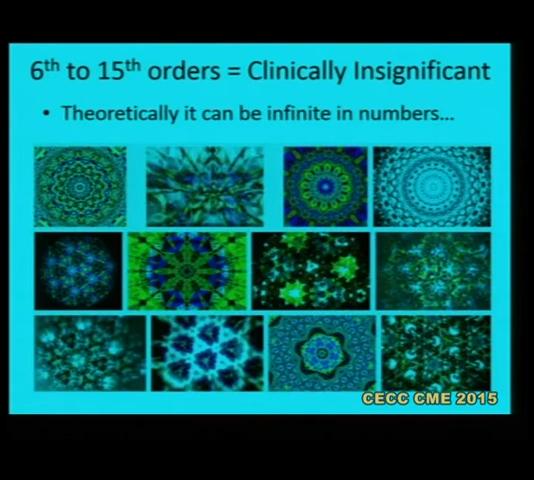 6th to 15th orders = Clinically Insignificant
• Theoretically it can be infinite in numbers...
CECC CME 2015